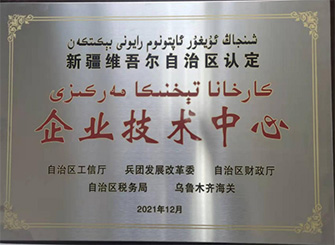 شىنجاڭ ئۇيغۇر ئاپتونوم رايونى بېكىتكەن
新疆维吾尔自治区认定
كارخانا تېخنىكا مەركىزى
企业技术中心
自治区工信厅 兵团发展改革委 自治区财政厅
自治区税务局 乌鲁木齐海关
2021年12月